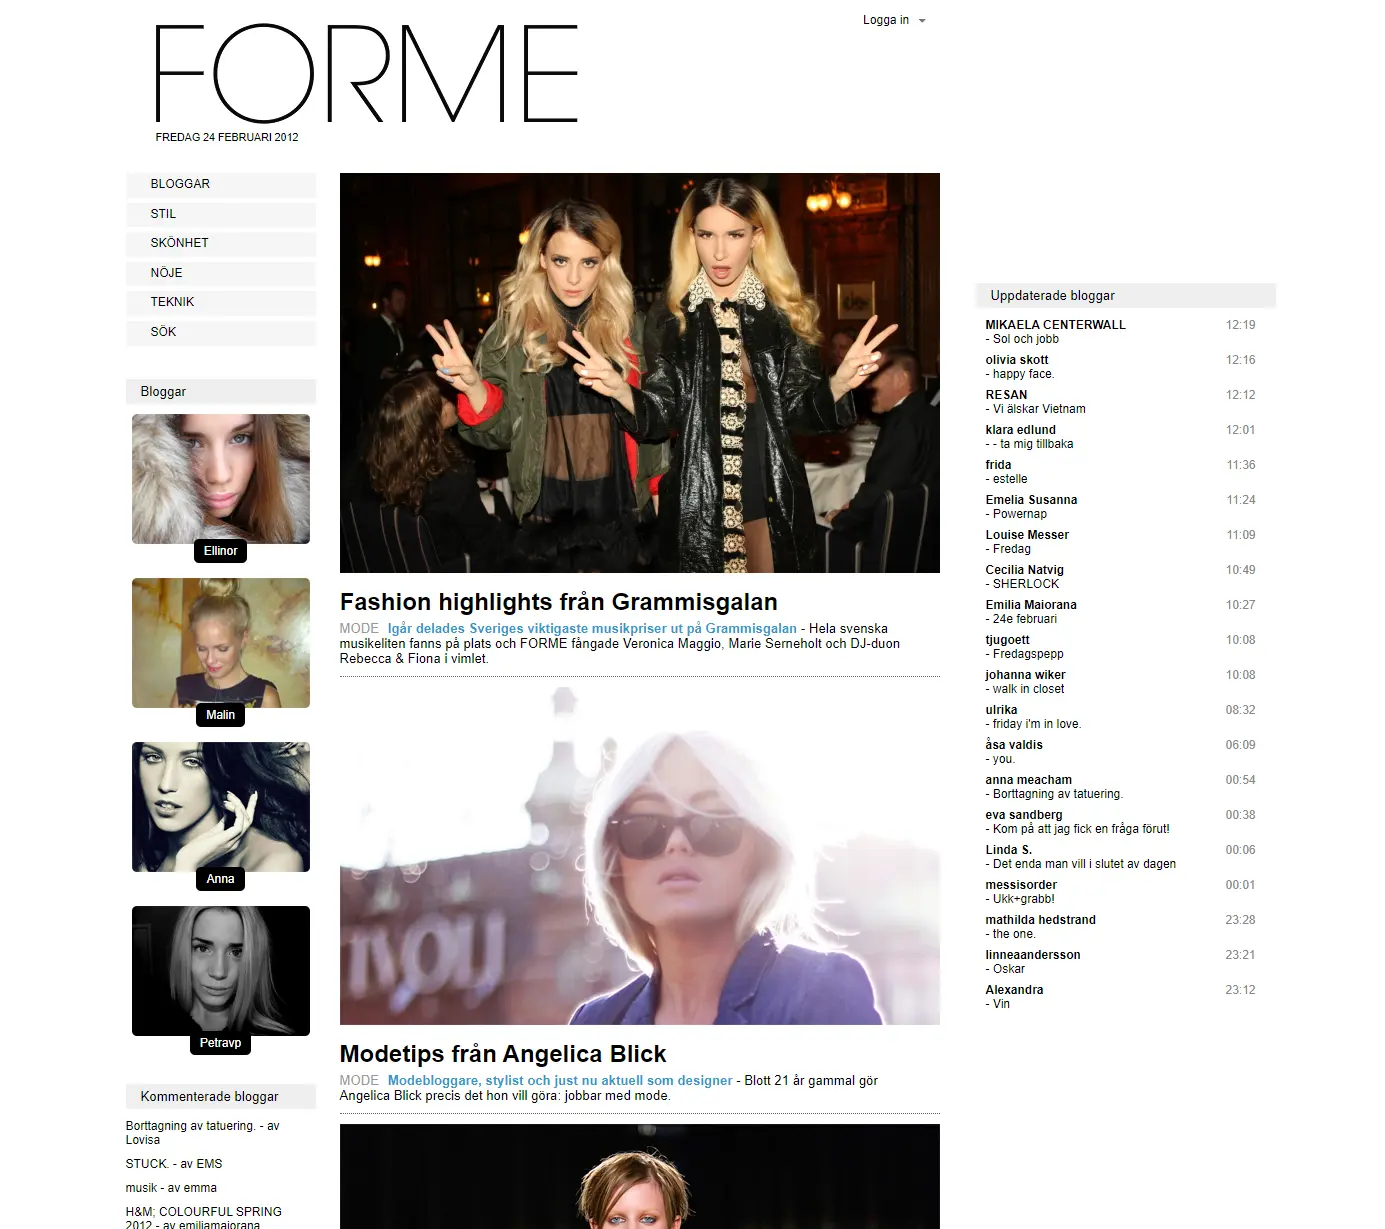 FORME
Logga in
FREDAG 24 FEBRUARI 2012
BLOGGAR
STIL
SKÖNHET
NÖJE
TEKNIK
SÖK
Bloggar
Ellinor
Malin
Anna
Petravp
Kommenterade bloggar
Borttagning av tatuering. - av
Lovisa
STUCK. - av EMS
musik - av emma
H&M; COLOURFUL SPRING
2012 - av emiliamaiorana
Fashion highlights från Grammisgalan
MODE Igår delades Sveriges viktigaste musikpriser ut på Grammisgalan - Hela svenska
musikeliten fanns på plats och FORME fångade Veronica Maggio, Marie Serneholt och DJ-duon
Rebecca & Fiona i vimlet.
YOU
Modetips från Angelica Blick
MODE Modebloggare, stylist och just nu aktuell som designer - Blott 21 år gammal gör
Angelica Blick precis det hon vill göra: jobbar med mode.
Uppdaterade bloggar
MIKAELA CENTERWALL 12:19
- Sol och jobb
olivia skott 12:16
- happy face.
RESAN 12:12
- Vi älskar Vietnam
klara edlund 12:01
- - ta mig tillbaka
frida 11:36
- estelle
Emelia Susanna 11:24
- Powernap
Louise Messer 11:09
- Fredag
Cecilia Natvig 10:49
- SHERLOCK
Emilia Maiorana 10:27
- 24e februari
tjugoett 10:08
- Fredagspepp
johanna wiker 10:08
- walk in closet
ulrika 08:32
- friday i'm in love.
åsa valdis 06:09
- you.
anna meacham 00:54
- Borttagning av tatuering.
eva sandberg 00:38
- Kom på att jag fick en fråga förut!
Linda S. 00:06
- Det enda man vill i slutet av dagen
messisorder 00:01
- Ukk+grabb!
mathilda hedstrand 23:28
- the one.
linneaandersson 23:21
- Oskar
Alexandra 23:12
- Vin